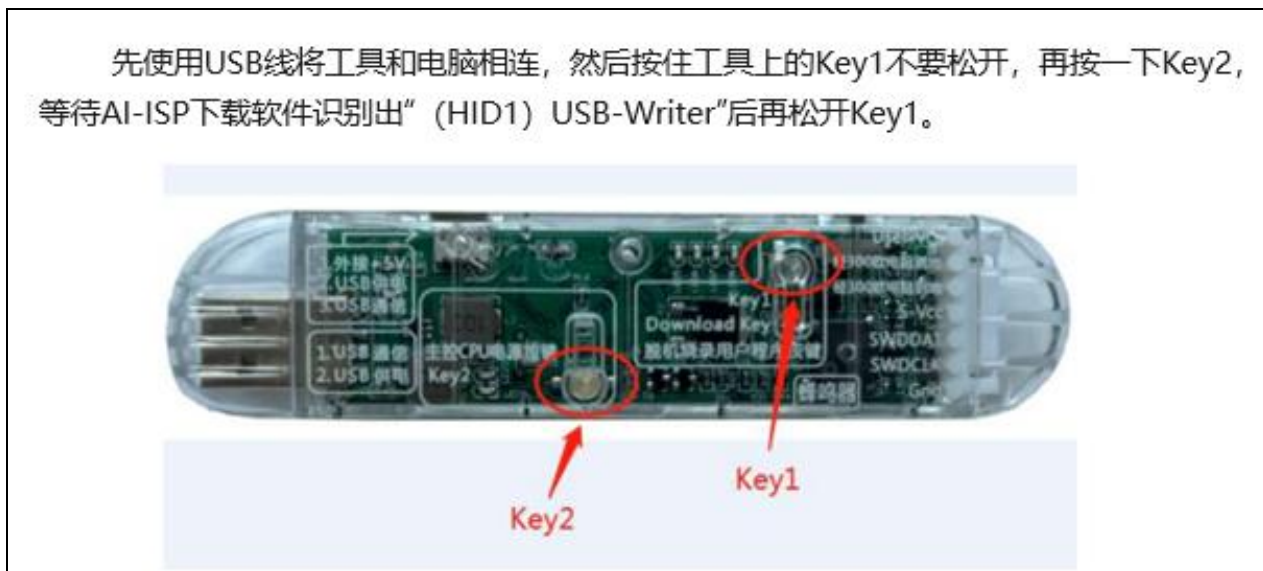 先使用USB线将工具和电脑相连，然后按住工具上的Key1不要松开，再按一下Key2，
等待AI-ISP下载软件识别出“（HID1）USB-Writer”后再松开Key1。
1.外接+5V
2.USB供电
3.USB通信
1.USB通信
2.USB供电
主控CPU电源按键
Key2
Key1
Download Key
脱机烧录用户程序按键
S-Vcc
SWDDAT
SWDCLK
Gnd
蜂鸣器
Key1
Key2